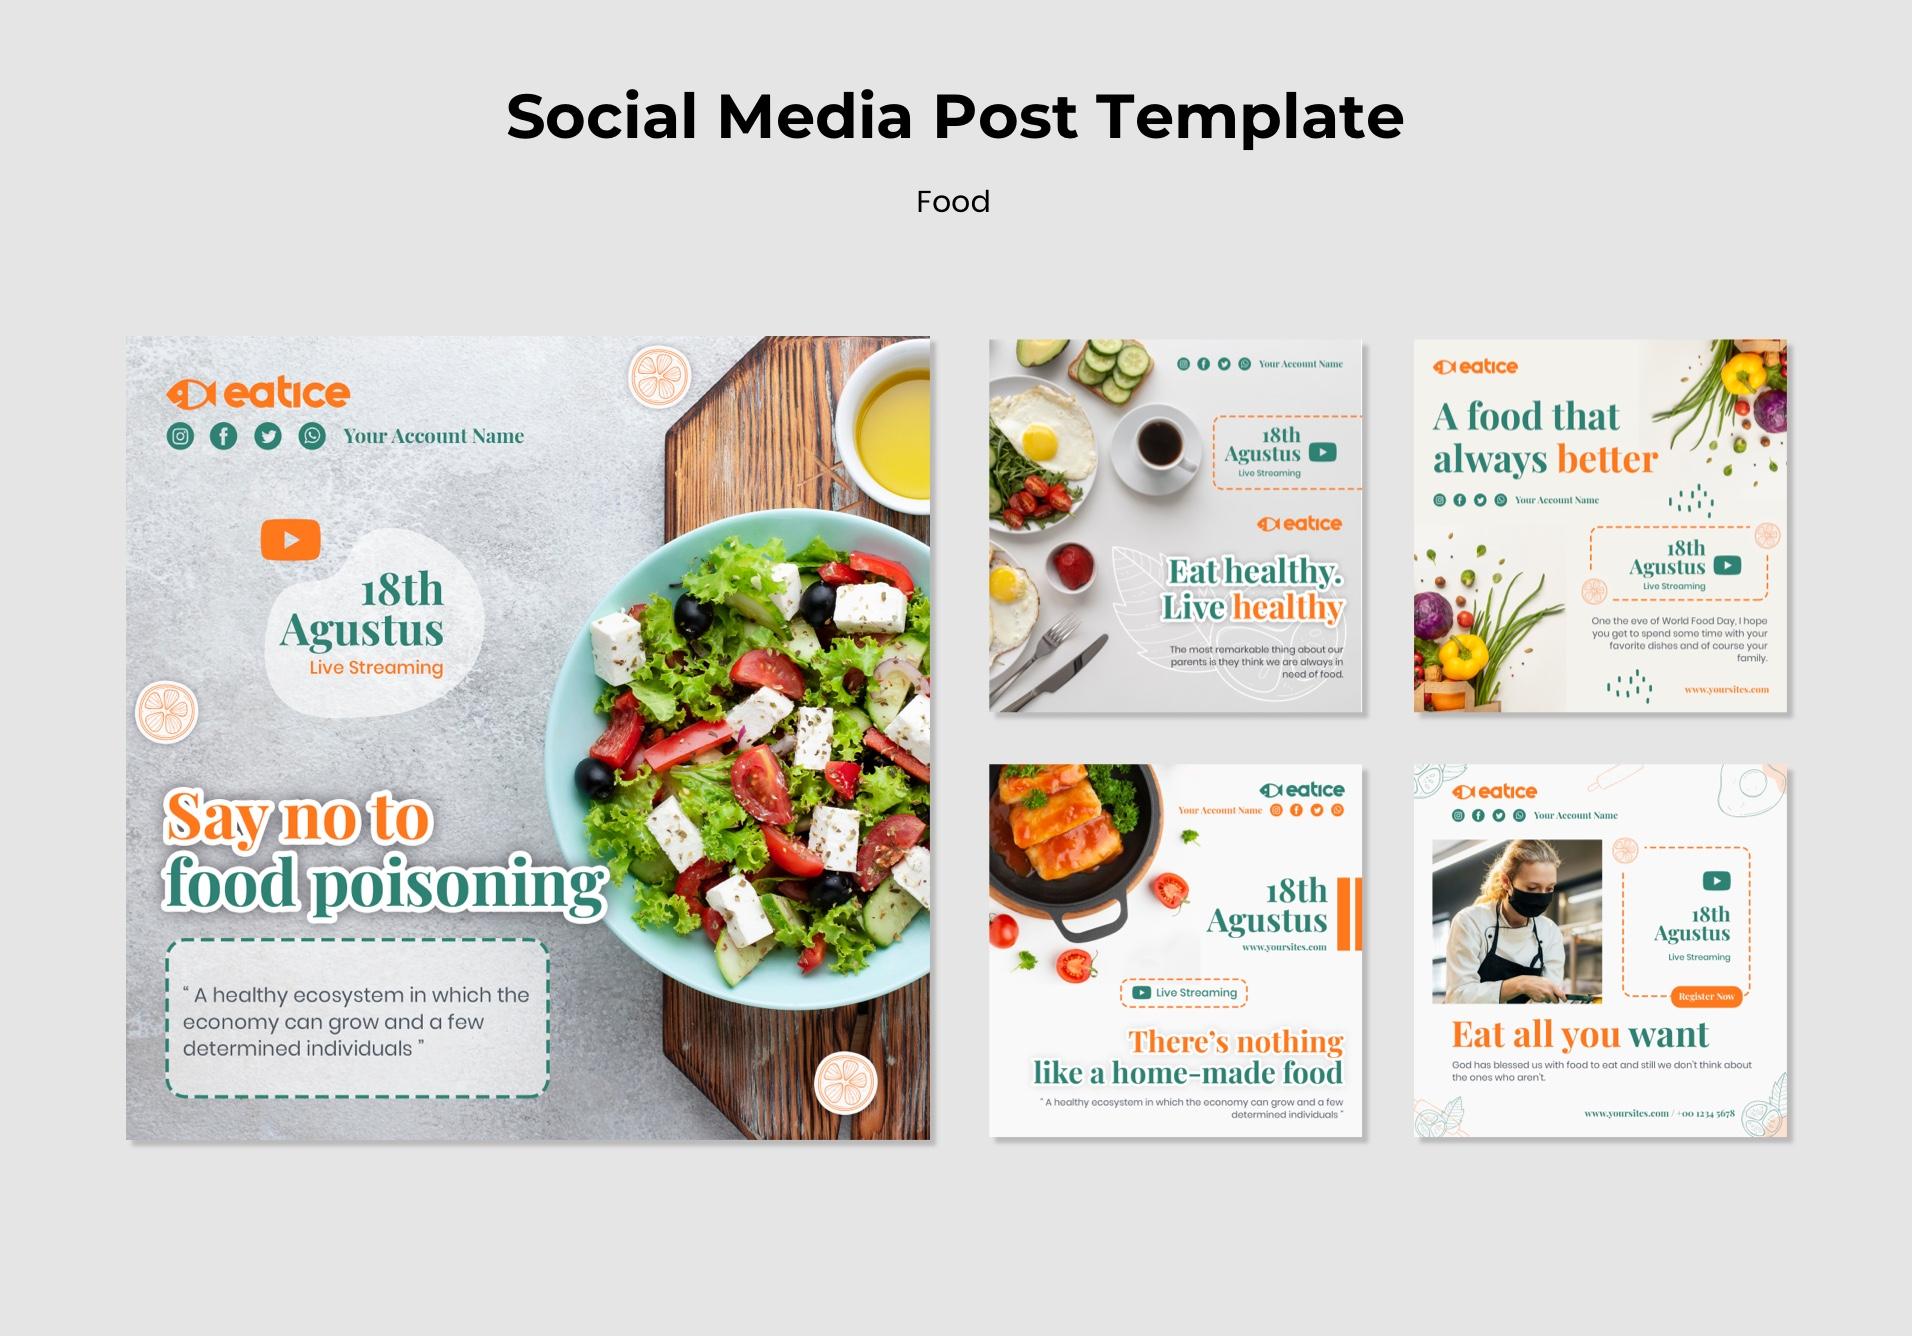 Social Media Post Template
Food
eatice
Your Account Name
18th
Agustus
Live Streaming
Say no to
food poisoning
“ A healthy ecosystem in which the
economy can grow and a few
determined individuals ”
Your Account Name
18th
Agustus
Live Streaming
eatice
Eat healthy.
Live healthy
The most remarkable thing about our
parents is they think we are always in
need of food.
eatice
A food that
always better
Your Account Name
18th
Agustus
Live Streaming
One the eve of World Food Day, I hope
you get to spend some time with your
favorite dishes and of course your
family.
www.yoursites.com
eatice
Your Account Name
18th
Agustus
www.yoursites.com
Live Streaming
There’s nothing
like a home-made food
“ A healthy ecosystem in which the economy can grow and a few
determined individuals ”
eatice
Your Account Name
18th
Agustus
Live Streaming
Register Now
Eat all you want
God has blessed us with food to eat and still we don't think about
the ones who aren't.
www.yoursites.com / +00 1234 5678